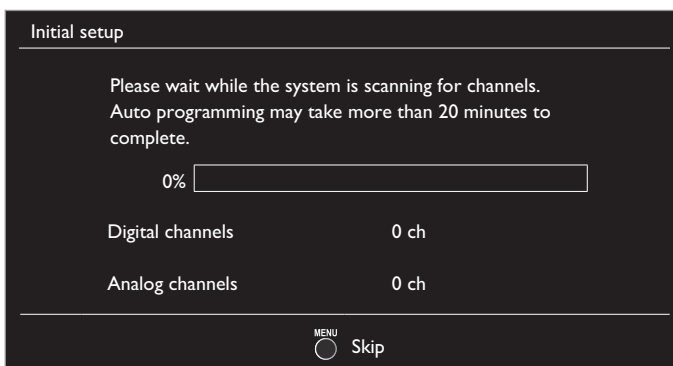 Initial setup
Please wait while the system is scanning for channels.
Auto programming may take more than 20 minutes to
complete.
0%
Digital channels 0 ch
Analog channels 0 ch
MENU
Skip